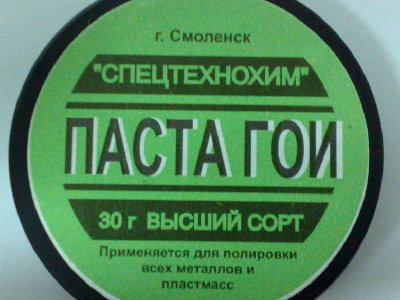 г. Смоленск
"СПЕЦТЕХНОХИМ"
ПАСТА ГОИ
30 г ВЫСШИЙ СОРТ
Применяется для полировки
всех металлов и
пластмасс